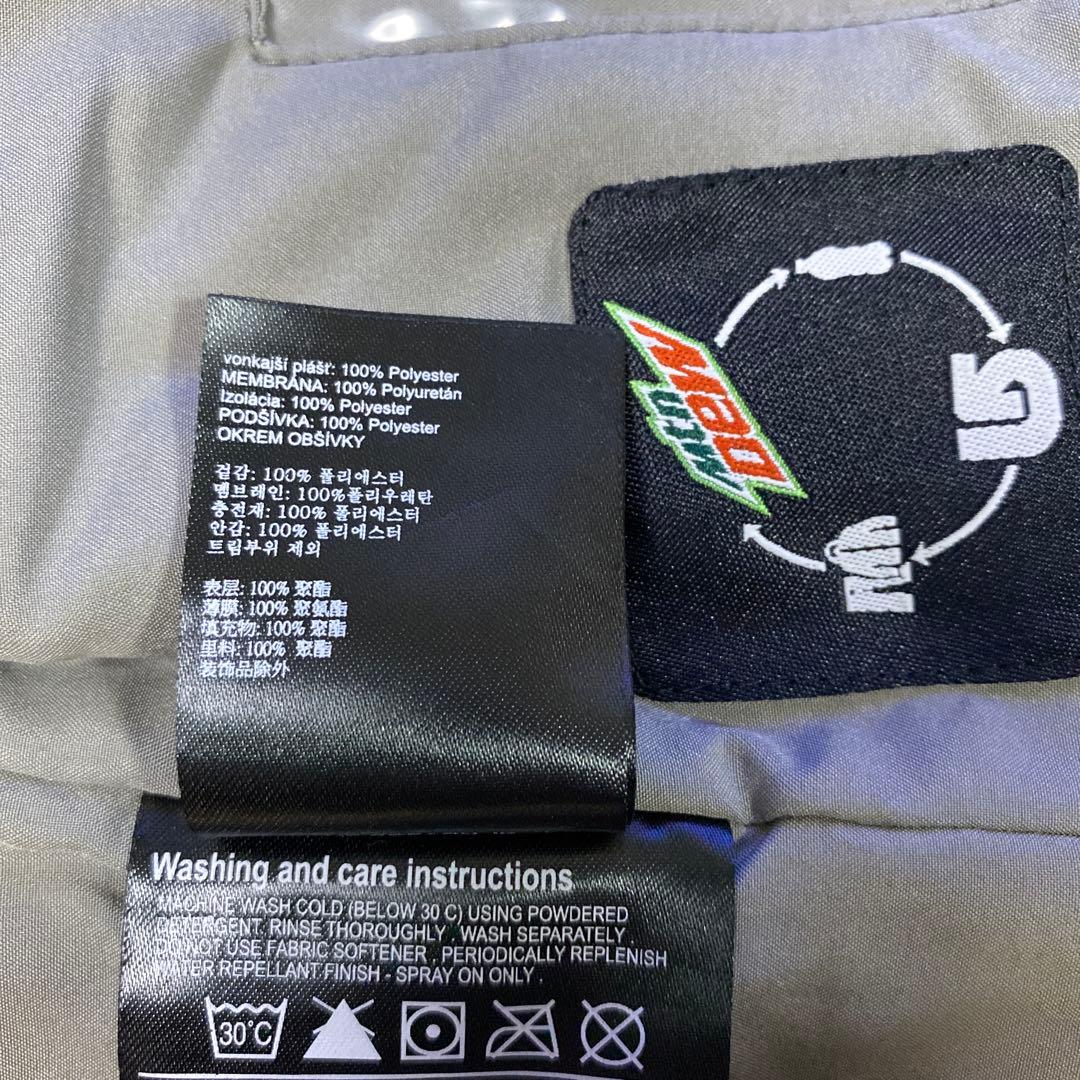 vonkajší plášť: 100% Polyester
MEMBRÁNA: 100% Polyuretán
Izolácia: 100% Polyester
PODŠÍVKA: 100% Polyester
OKREM OBŠÍVKY
겉감: 100% 폴리에스터
멤브레인: 100%폴리우레탄
충전재: 100% 폴리에스터
안감: 100% 폴리에스터
트림부위 제외
表层: 100% 聚酯
薄膜: 100% 聚氨酯
填充物: 100% 聚酯
里料: 100% 聚酯
装饰品除外
MTN
DEW
Washing and care instructions
MACHINE WASH COLD (BELOW 30 C) USING POWDERED
DETERGENT. RINSE THOROUGHLY. WASH SEPARATELY.
DO NOT USE FABRIC SOFTENER. PERIODICALLY REPLENISH
WATER REPELLANT FINISH - SPRAY ON ONLY.
30°C